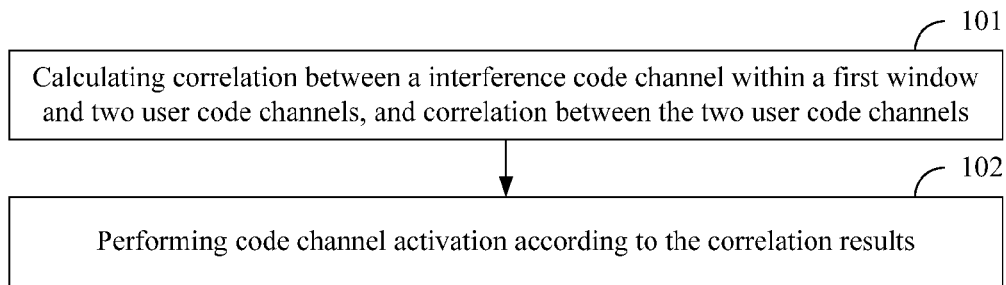 101
Calculating correlation between a interference code channel within a first window
and two user code channels, and correlation between the two user code channels
102
Performing code channel activation according to the correlation results